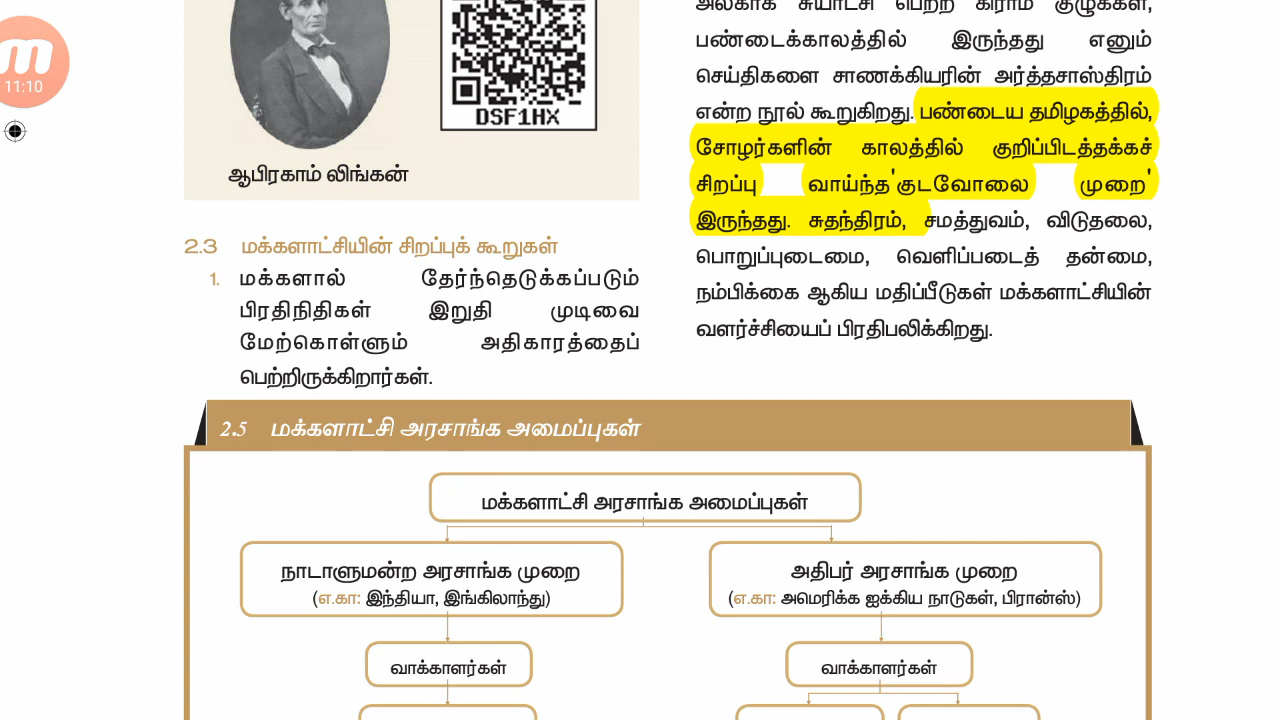 11:10
DSF1HX
ஆபிரகாம் லிங்கன்
2.3 மக்களாட்சியின் சிறப்புக் கூறுகள்
1. மக்களால் தேர்ந்தெடுக்கப்படும்
பிரதிநிதிகள் இறுதி முடிவை
மேற்கொள்ளும் அதிகாரத்தைப்
பெற்றிருக்கிறார்கள்.
அலகாக சுயாட்சி பெற்ற கிராம குழுக்கள்,
பண்டைக்காலத்தில் இருந்தது எனும்
செய்திகளை சாணக்கியரின் அர்த்தசாஸ்திரம்
என்ற நூல் கூறுகிறது. பண்டைய தமிழகத்தில்,
சோழர்களின் காலத்தில் குறிப்பிடத்தக்கச்
சிறப்பு வாய்ந்த'குடவோலை முறை'
இருந்தது. சுதந்திரம், சமத்துவம், விடுதலை,
பொறுப்புடைமை, வெளிப்படைத் தன்மை,
நம்பிக்கை ஆகிய மதிப்பீடுகள் மக்களாட்சியின்
வளர்ச்சியைப் பிரதிபலிக்கிறது.
2.5 மக்களாட்சி அரசாங்க அமைப்புகள்
மக்களாட்சி அரசாங்க அமைப்புகள்
நாடாளுமன்ற அரசாங்க முறை
(எ.கா: இந்தியா, இங்கிலாந்து)
அதிபர் அரசாங்க முறை
(எ.கா: அமெரிக்க ஐக்கிய நாடுகள், பிரான்ஸ்)
வாக்காளர்கள்
வாக்காளர்கள்